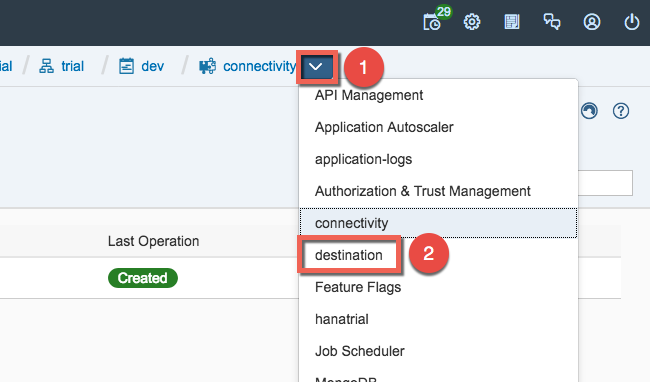 29
ial trial dev connectivity 1
API Management
Application Autoscaler
application-logs
Authorization & Trust Management
connectivity
Last Operation
destination 2
Created
Feature Flags
hanatrial
Job Scheduler
MongoDB